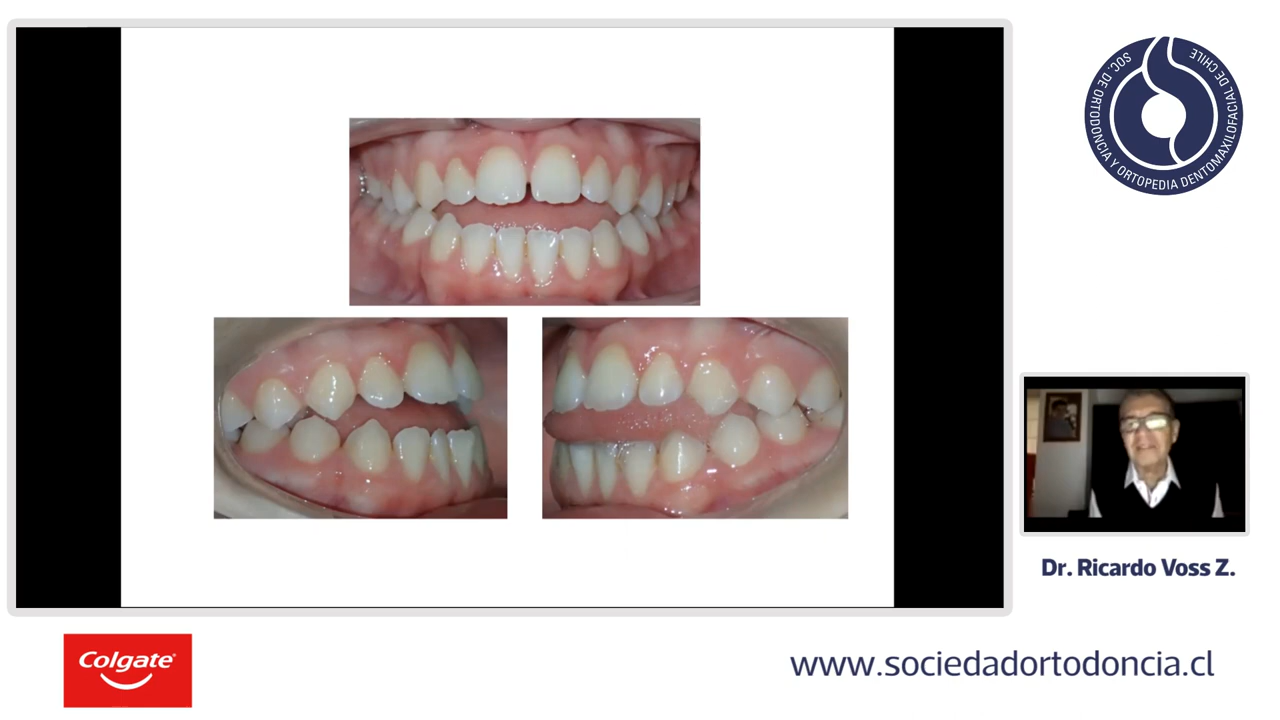 SOC. DE ORTODONCIA Y ORTOPEDIA DENTOMAXILOFACIAL DE CHILE
Dr. Ricardo Voss Z.
Colgate®
www.sociedadortodoncia.cl